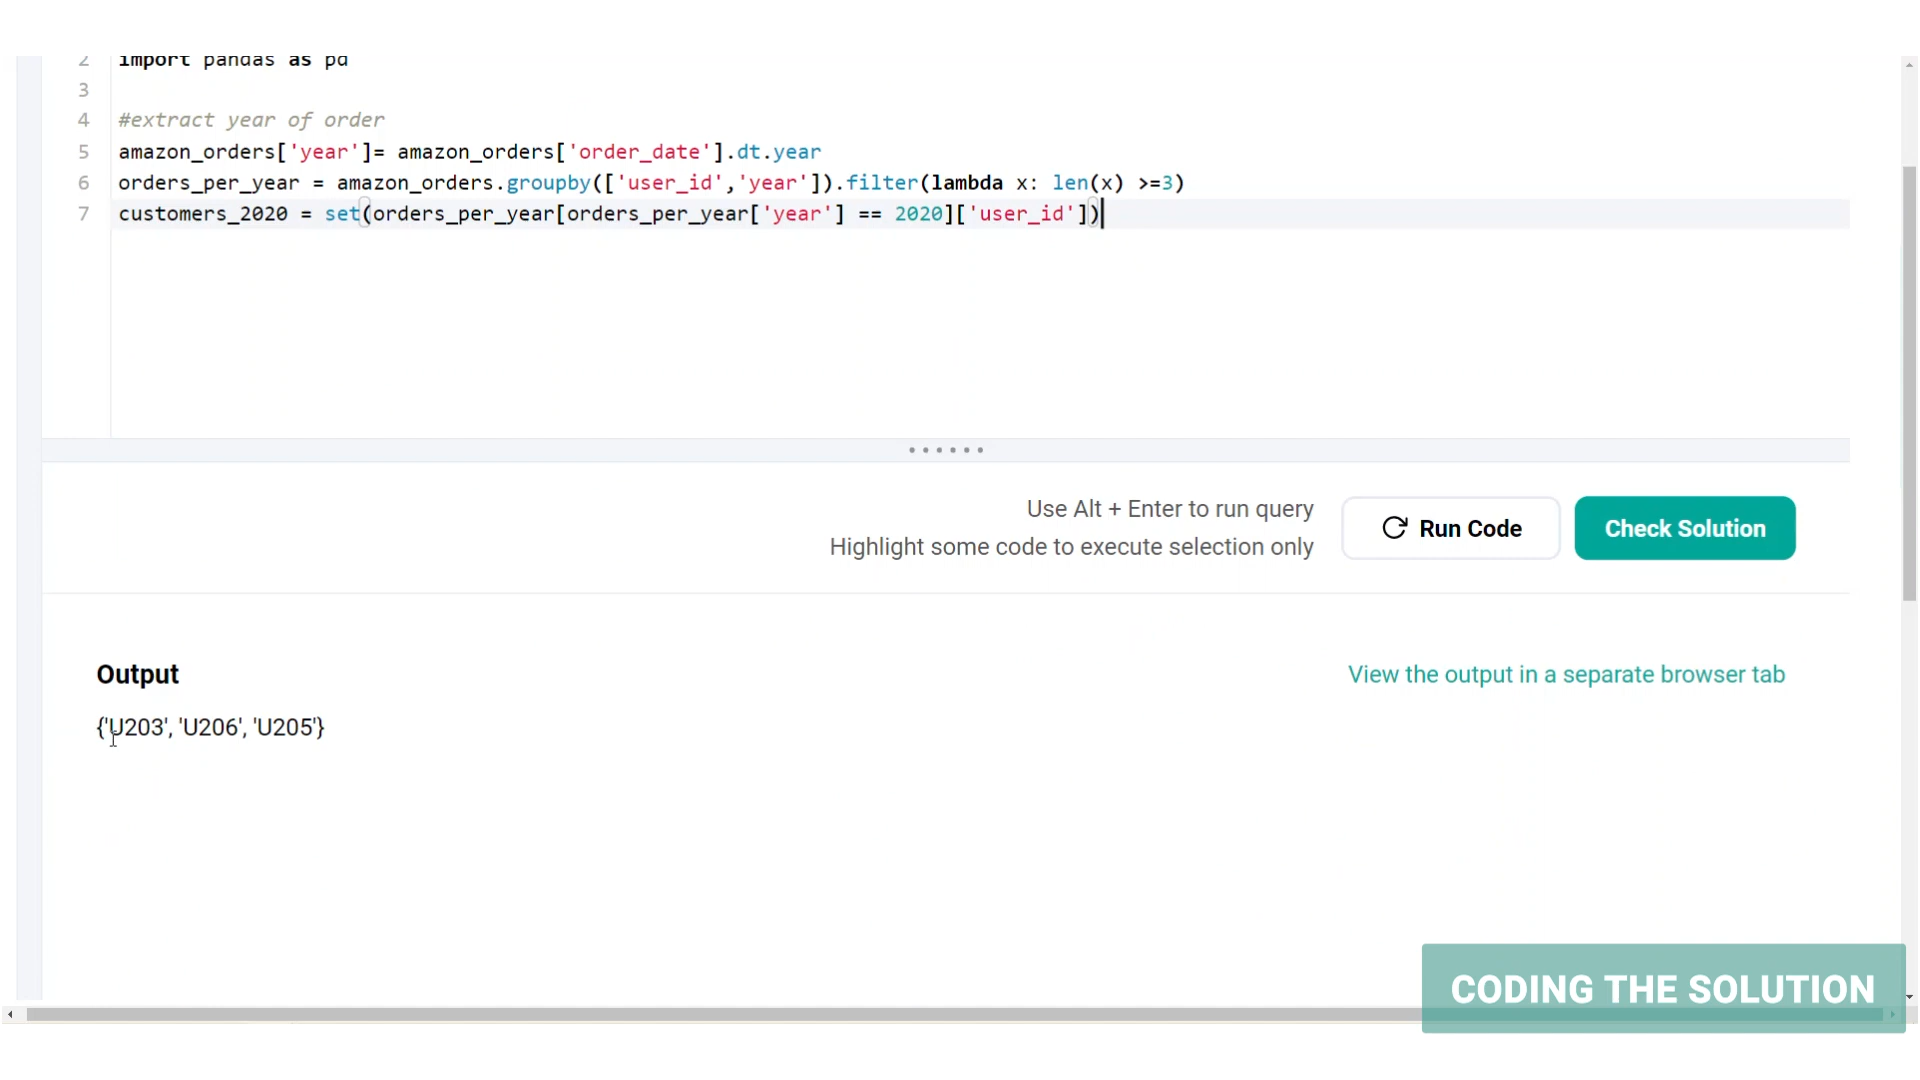 2 import pandas as pd
3
4 #extract year of order
5 amazon_orders['year']= amazon_orders['order_date'].dt.year
6 orders_per_year = amazon_orders.groupby(['user_id','year']).filter(lambda x: len(x) >=3)
7 customers_2020 = set(orders_per_year[orders_per_year['year'] == 2020]['user_id'])
Use Alt + Enter to run query
Highlight some code to execute selection only
Run Code
Check Solution
Output
View the output in a separate browser tab
{'U203', 'U206', 'U205'}
CODING THE SOLUTION